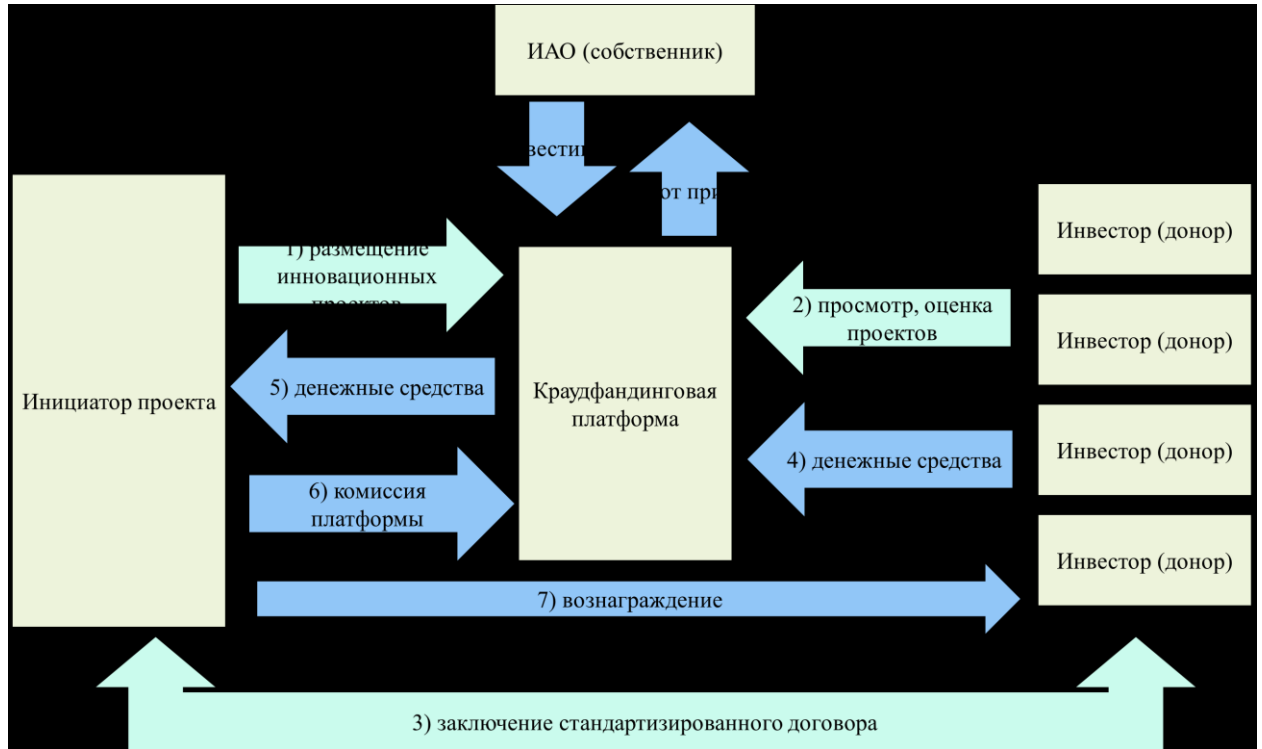 ИАО (собственник)
1) размещение
инновационных
проектов
Инвестор (донор)
2) просмотр, оценка
проектов
Инвестор (донор)
5) денежные средства
Инициатор проекта
Краудфандинговая
платформа
4) денежные средства
Инвестор (донор)
6) комиссия
платформы
Инвестор (донор)
7) вознаграждение
3) заключение стандартизированного договора